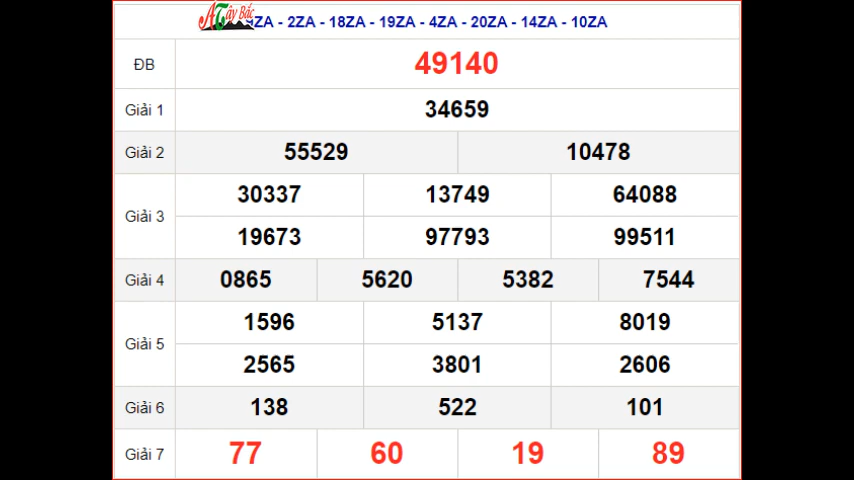 A Tây Bắc
ZA - 2ZA - 18ZA - 19ZA - 4ZA - 20ZA - 14ZA - 10ZA
ĐB 49140
Giải 1 34659
Giải 2 55529 10478
Giải 3 30337 13749 64088
19673 97793 99511
Giải 4 0865 5620 5382 7544
Giải 5 1596 5137 8019
2565 3801 2606
Giải 6 138 522 101
Giải 7 77 60 19 89